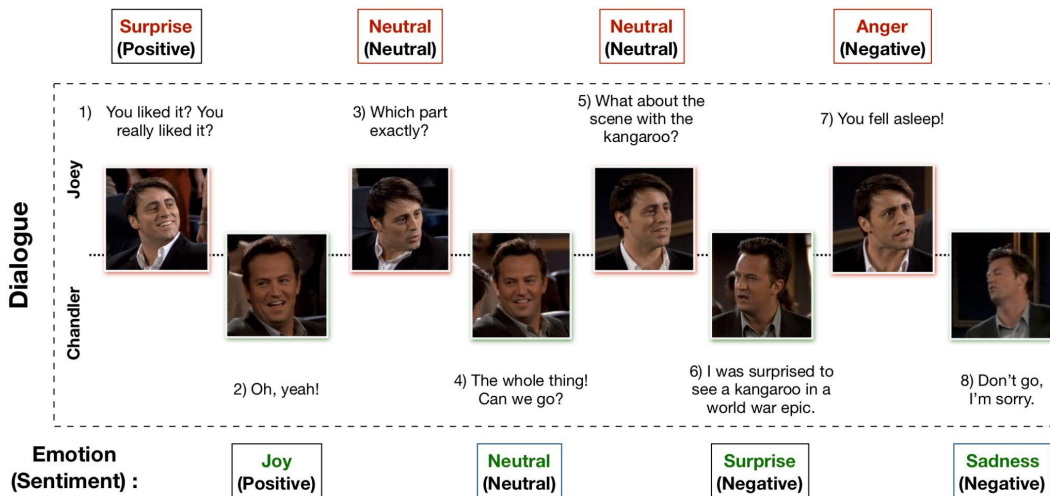 Surprise
(Positive)
Neutral
(Neutral)
Neutral
(Neutral)
Anger
(Negative)
1) You liked it? You
really liked it?
3) Which part
exactly?
5) What about the
scene with the
kangaroo?
7) You fell asleep!
Joey
Dialogue
Chandler
2) Oh, yeah!
4) The whole thing!
Can we go?
6) I was surprised to
see a kangaroo in a
world war epic.
8) Don't go,
I'm sorry.
Emotion
(Sentiment) :
Joy
(Positive)
Neutral
(Neutral)
Surprise
(Negative)
Sadness
(Negative)